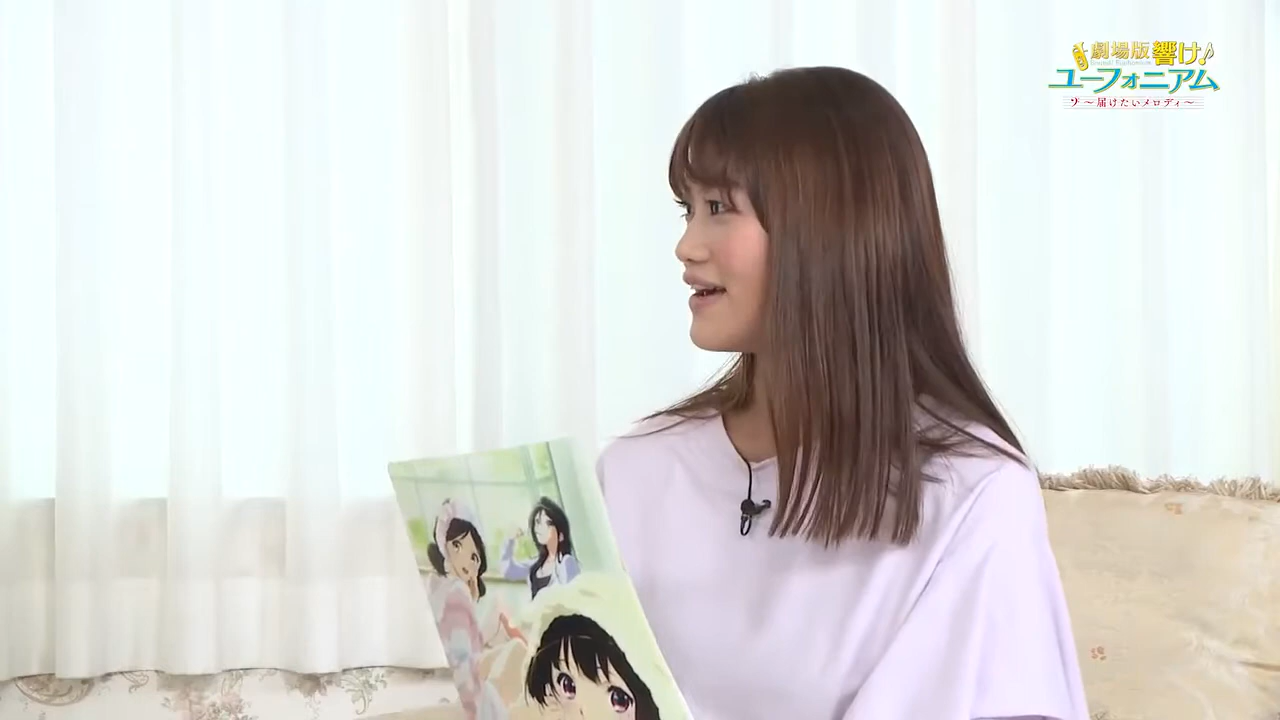 劇場版 響け!
ユーフォニアム
～届けたいメロディ～